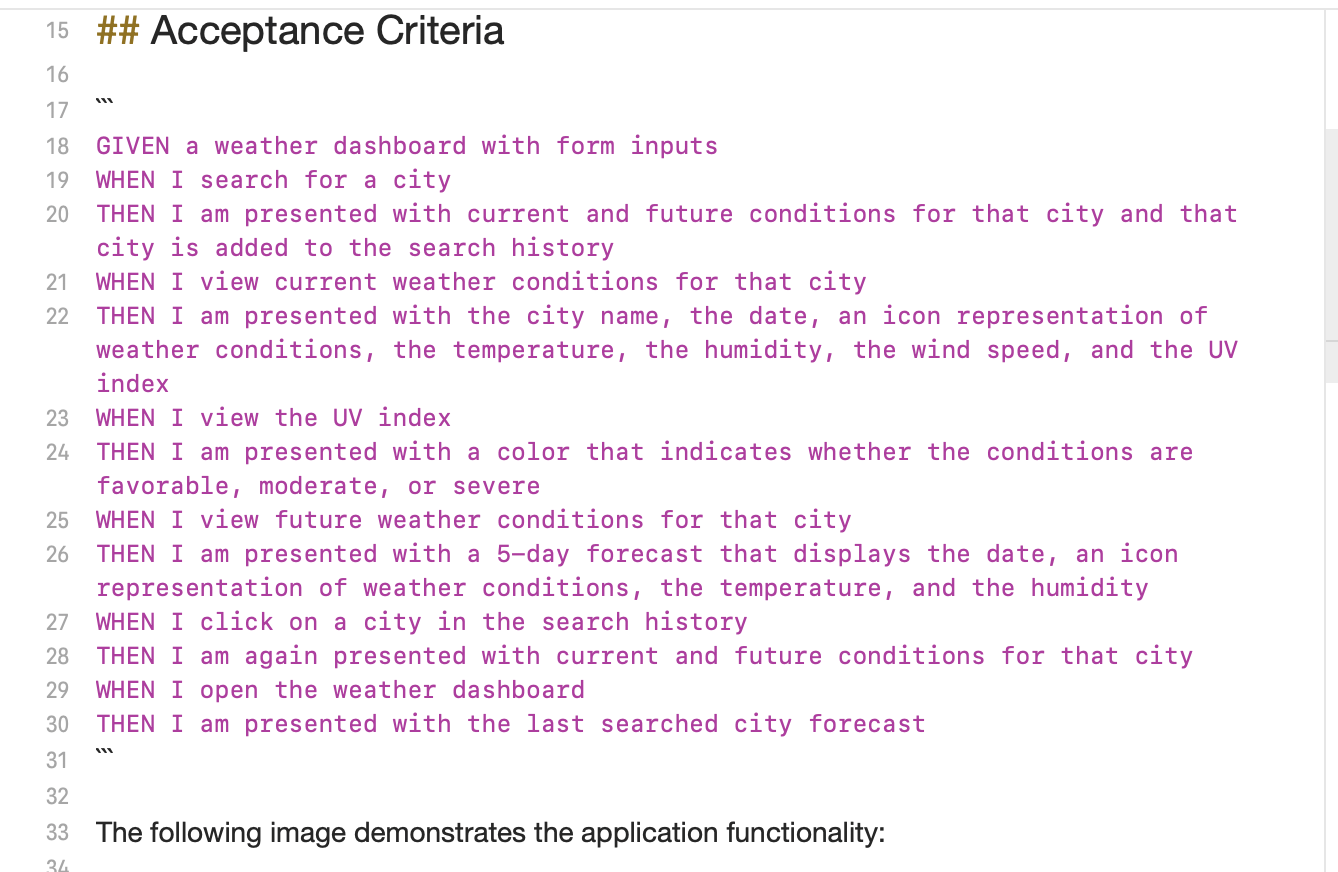 15 ## Acceptance Criteria
16
17 ```
18 GIVEN a weather dashboard with form inputs
19 WHEN I search for a city
20 THEN I am presented with current and future conditions for that city and that
city is added to the search history
21 WHEN I view current weather conditions for that city
22 THEN I am presented with the city name, the date, an icon representation of
weather conditions, the temperature, the humidity, the wind speed, and the UV
index
23 WHEN I view the UV index
24 THEN I am presented with a color that indicates whether the conditions are
favorable, moderate, or severe
25 WHEN I view future weather conditions for that city
26 THEN I am presented with a 5-day forecast that displays the date, an icon
representation of weather conditions, the temperature, and the humidity
27 WHEN I click on a city in the search history
28 THEN I am again presented with current and future conditions for that city
29 WHEN I open the weather dashboard
30 THEN I am presented with the last searched city forecast
31 ```
32
33 The following image demonstrates the application functionality:
34